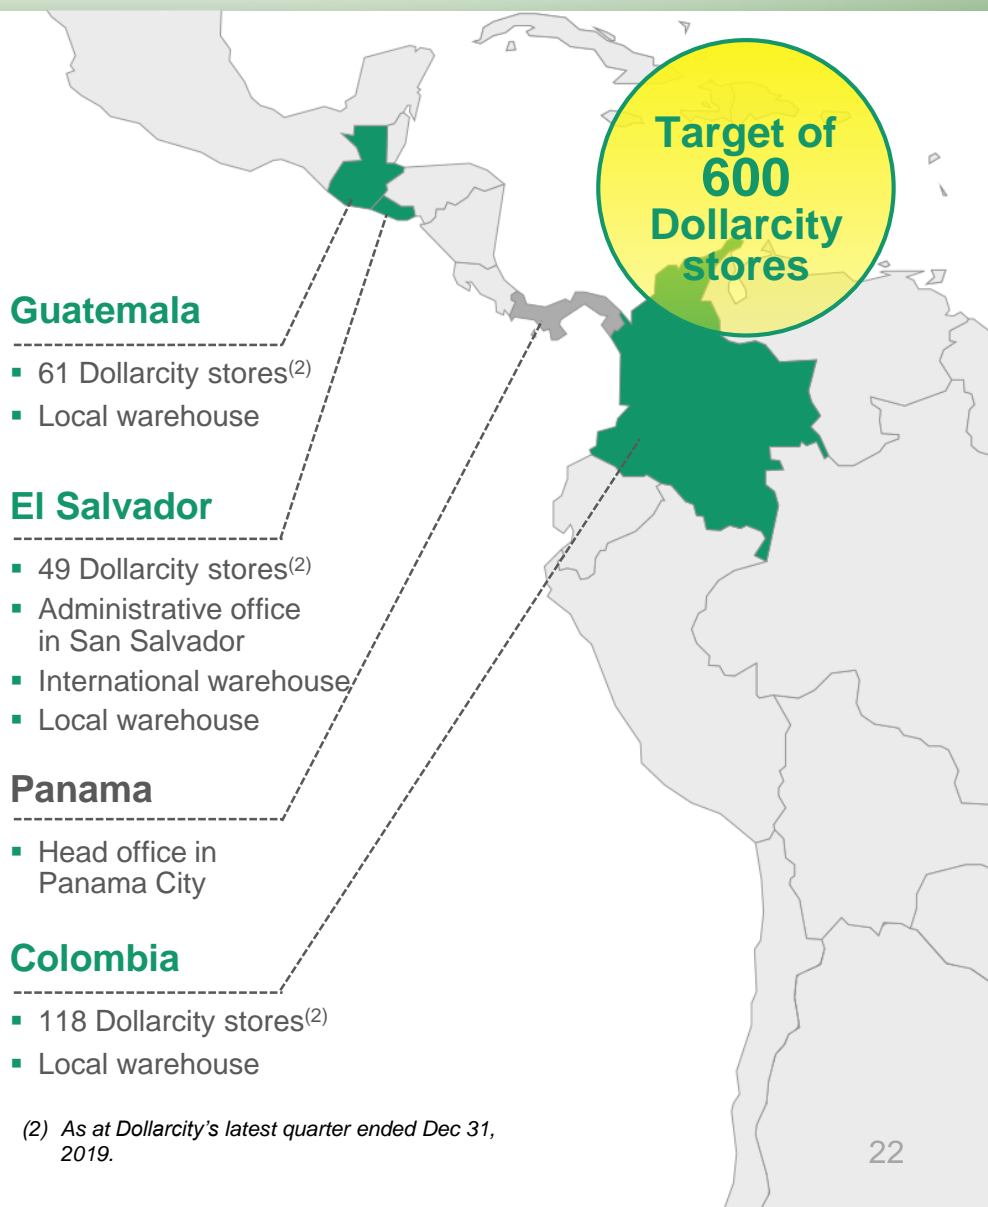 Target of
600
Dollarcity
stores
Guatemala
▪ 61 Dollarcity stores(2)
▪ Local warehouse
El Salvador
▪ 49 Dollarcity stores(2)
▪ Administrative office
in San Salvador
▪ International warehouse
▪ Local warehouse
Panama
▪ Head office in
Panama City
Colombia
▪ 118 Dollarcity stores(2)
▪ Local warehouse
(2) As at Dollarcity's latest quarter ended Dec 31,
2019.
22